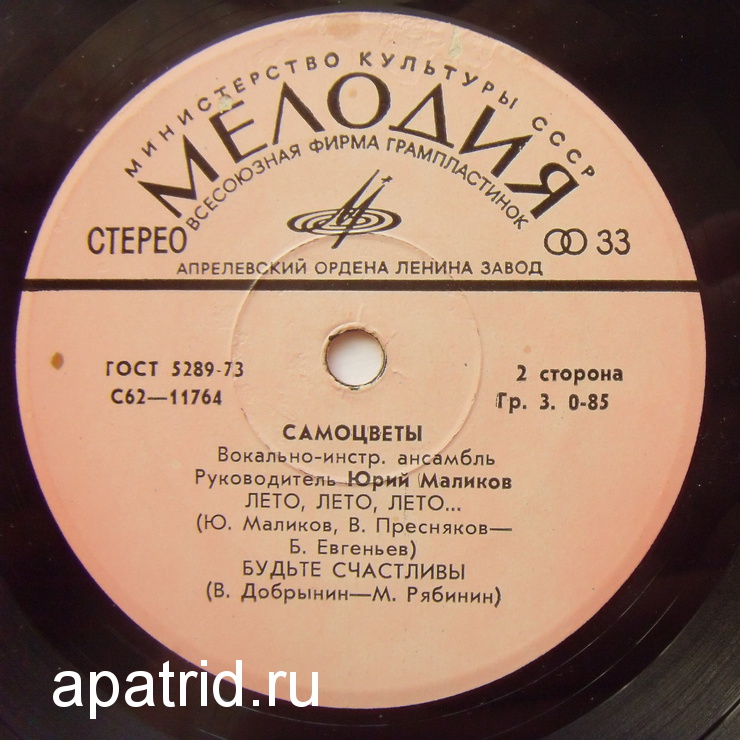 МИНИСТЕРСТВО КУЛЬТУРЫ СССР
МЕЛОДИЯ
ВСЕСОЮЗНАЯ ФИРМА ГРАМПЛАСТИНОК
СТЕРЕО 33
АПРЕЛЕВСКИЙ ОРДЕНА ЛЕНИНА ЗАВОД
ГОСТ 5289-73 2 сторона
С62—11764 Гр. 3. 0-85
САМОЦВЕТЫ
Вокально-инстр. ансамбль
Руководитель Юрий Маликов
ЛЕТО, ЛЕТО, ЛЕТО...
(Ю. Маликов, В. Пресняков—
Б. Евгеньев)
БУДЬТЕ СЧАСТЛИВЫ
(В. Добрынин—М. Рябинин)
apatrid.ru